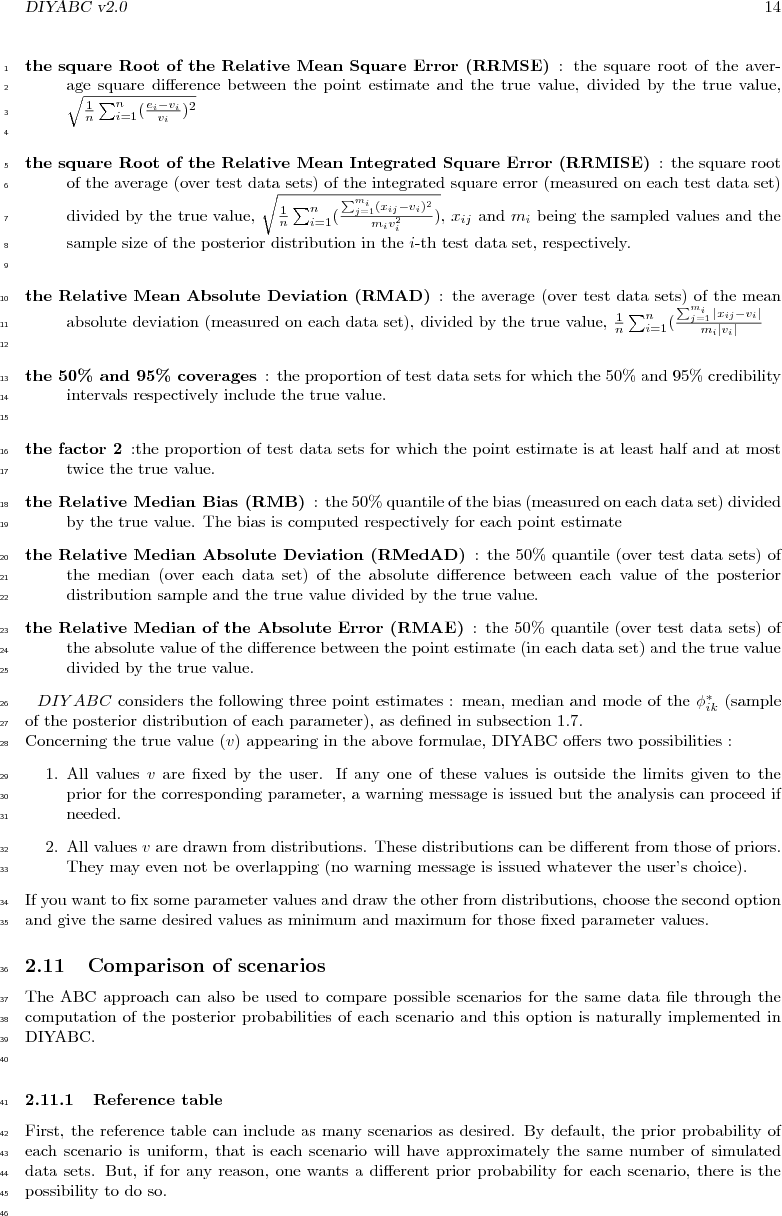 DIYABC v2.0 14
1 the square Root of the Relative Mean Square Error (RRMSE) : the square root of the aver-
2 age square difference between the point estimate and the true value, divided by the true value,
3 $\sqrt{\frac{1}{n}\sum_{i=1}^{n}(\frac{e_i-v_i}{v_i})^2}$
4
5 the square Root of the Relative Mean Integrated Square Error (RRMISE) : the square root
6 of the average (over test data sets) of the integrated square error (measured on each test data set)
7 divided by the true value, $\sqrt{\frac{1}{n}\sum_{i=1}^{n}(\frac{\sum_{j=1}^{m_i}(x_{ij}-v_i)^2}{m_i v_i^2})}$, $x_{ij}$ and $m_i$ being the sampled values and the
8 sample size of the posterior distribution in the $i$-th test data set, respectively.
9
10 the Relative Mean Absolute Deviation (RMAD) : the average (over test data sets) of the mean
11 absolute deviation (measured on each data set), divided by the true value, $\frac{1}{n}\sum_{i=1}^{n}(\frac{\sum_{j=1}^{m_i}|x_{ij}-v_i|}{m_i|v_i|}$
12
13 the 50% and 95% coverages : the proportion of test data sets for which the 50% and 95% credibility
14 intervals respectively include the true value.
15
16 the factor 2 :the proportion of test data sets for which the point estimate is at least half and at most
17 twice the true value.
18 the Relative Median Bias (RMB) : the 50% quantile of the bias (measured on each data set) divided
19 by the true value. The bias is computed respectively for each point estimate
20 the Relative Median Absolute Deviation (RMedAD) : the 50% quantile (over test data sets) of
21 the median (over each data set) of the absolute difference between each value of the posterior
22 distribution sample and the true value divided by the true value.
23 the Relative Median of the Absolute Error (RMAE) : the 50% quantile (over test data sets) of
24 the absolute value of the difference between the point estimate (in each data set) and the true value
25 divided by the true value.
26 DIYABC considers the following three point estimates : mean, median and mode of the $\phi_{ik}^*$ (sample
27 of the posterior distribution of each parameter), as defined in subsection 1.7.
28 Concerning the true value ($v$) appearing in the above formulae, DIYABC offers two possibilities :
29 1. All values $v$ are fixed by the user. If any one of these values is outside the limits given to the
30 prior for the corresponding parameter, a warning message is issued but the analysis can proceed if
31 needed.
32 2. All values $v$ are drawn from distributions. These distributions can be different from those of priors.
33 They may even not be overlapping (no warning message is issued whatever the user's choice).
34 If you want to fix some parameter values and draw the other from distributions, choose the second option
35 and give the same desired values as minimum and maximum for those fixed parameter values.
36 2.11 Comparison of scenarios
37 The ABC approach can also be used to compare possible scenarios for the same data file through the
38 computation of the posterior probabilities of each scenario and this option is naturally implemented in
39 DIYABC.
40
41 2.11.1 Reference table
42 First, the reference table can include as many scenarios as desired. By default, the prior probability of
43 each scenario is uniform, that is each scenario will have approximately the same number of simulated
44 data sets. But, if for any reason, one wants a different prior probability for each scenario, there is the
45 possibility to do so.
46